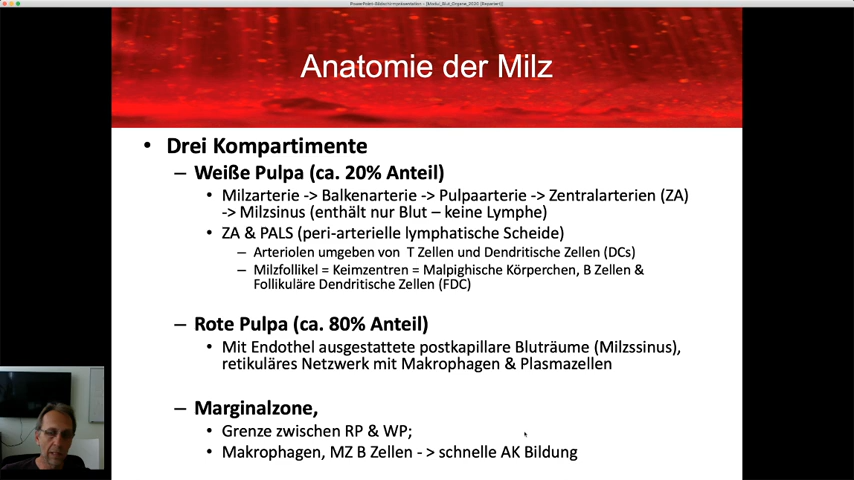 Anatomie der Milz
• Drei Kompartimente
– Weiße Pulpa (ca. 20% Anteil)
• Milzarterie -> Balkenarterie -> Pulpaarterie -> Zentralarterien (ZA)
-> Milzsinus (enthält nur Blut – keine Lymphe)
• ZA & PALS (peri-arterielle lymphatische Scheide)
– Arteriolen umgeben von T Zellen und Dendritische Zellen (DCs)
– Milzfollikel = Keimzentren = Malpighische Körperchen, B Zellen &
Follikuläre Dendritische Zellen (FDC)
– Rote Pulpa (ca. 80% Anteil)
• Mit Endothel ausgestattete postkapillare Bluträume (Milzssinus),
retikuläres Netzwerk mit Makrophagen & Plasmazellen
– Marginalzone,
• Grenze zwischen RP & WP;
• Makrophagen, MZ B Zellen - > schnelle AK Bildung